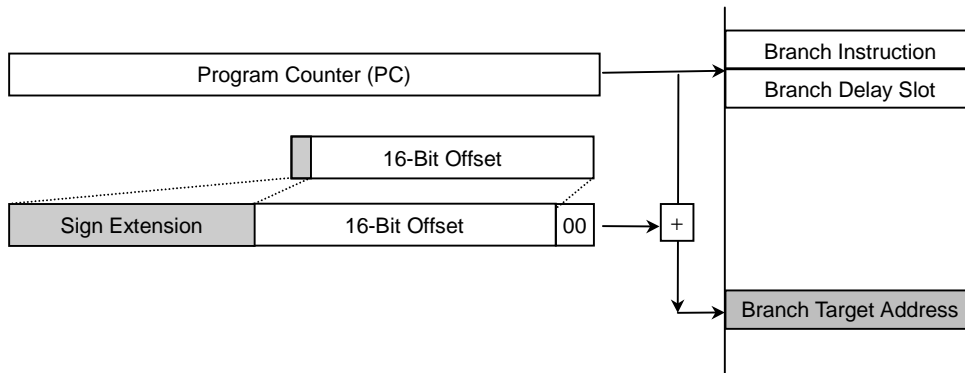 Branch Instruction
Program Counter (PC)
Branch Delay Slot
16-Bit Offset
Sign Extension 16-Bit Offset 00 +
Branch Target Address